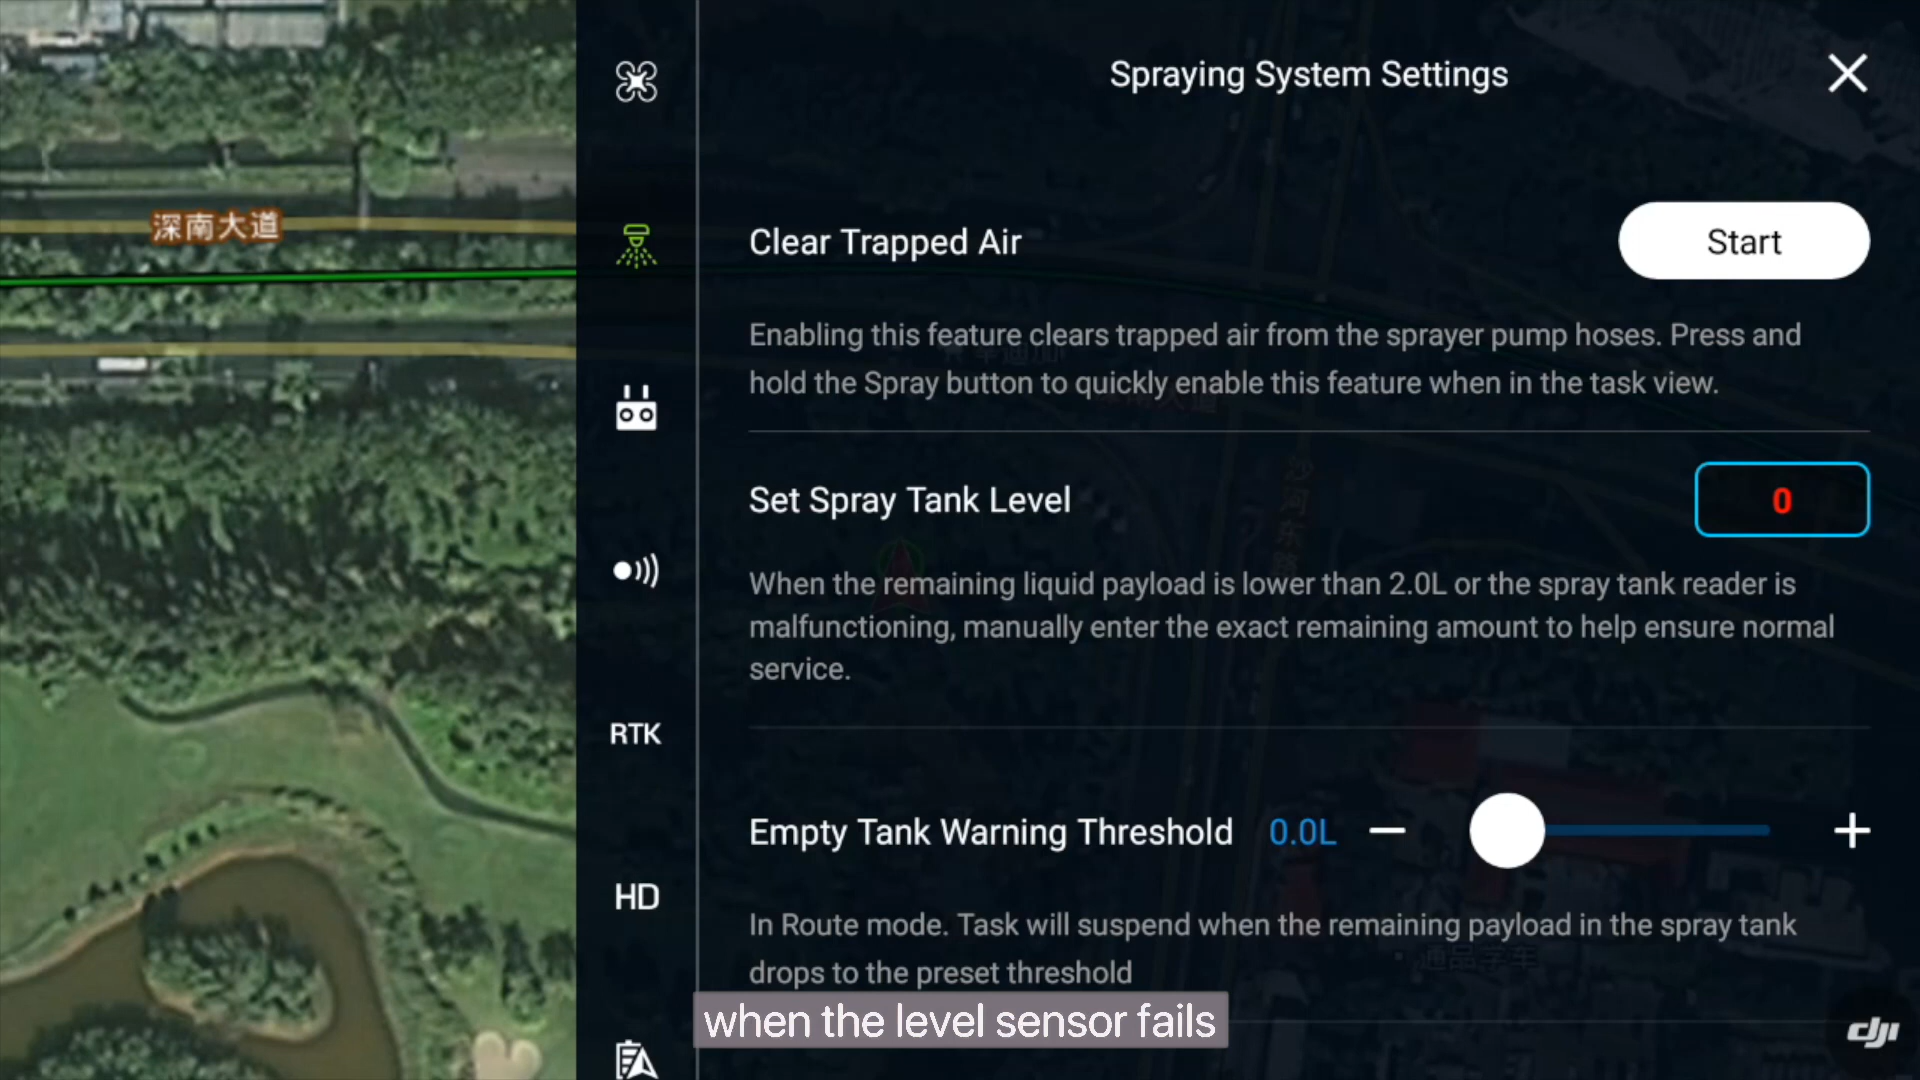 Spraying System Settings
深南大道
Clear Trapped Air
Start
Enabling this feature clears trapped air from the sprayer pump hoses. Press and
hold the Spray button to quickly enable this feature when in the task view.
Set Spray Tank Level
0
When the remaining liquid payload is lower than 2.0L or the spray tank reader is
malfunctioning, manually enter the exact remaining amount to help ensure normal
service.
RTK
Empty Tank Warning Threshold 0.0L
HD
In Route mode. Task will suspend when the remaining payload in the spray tank
drops to the preset threshold
when the level sensor fails
dji